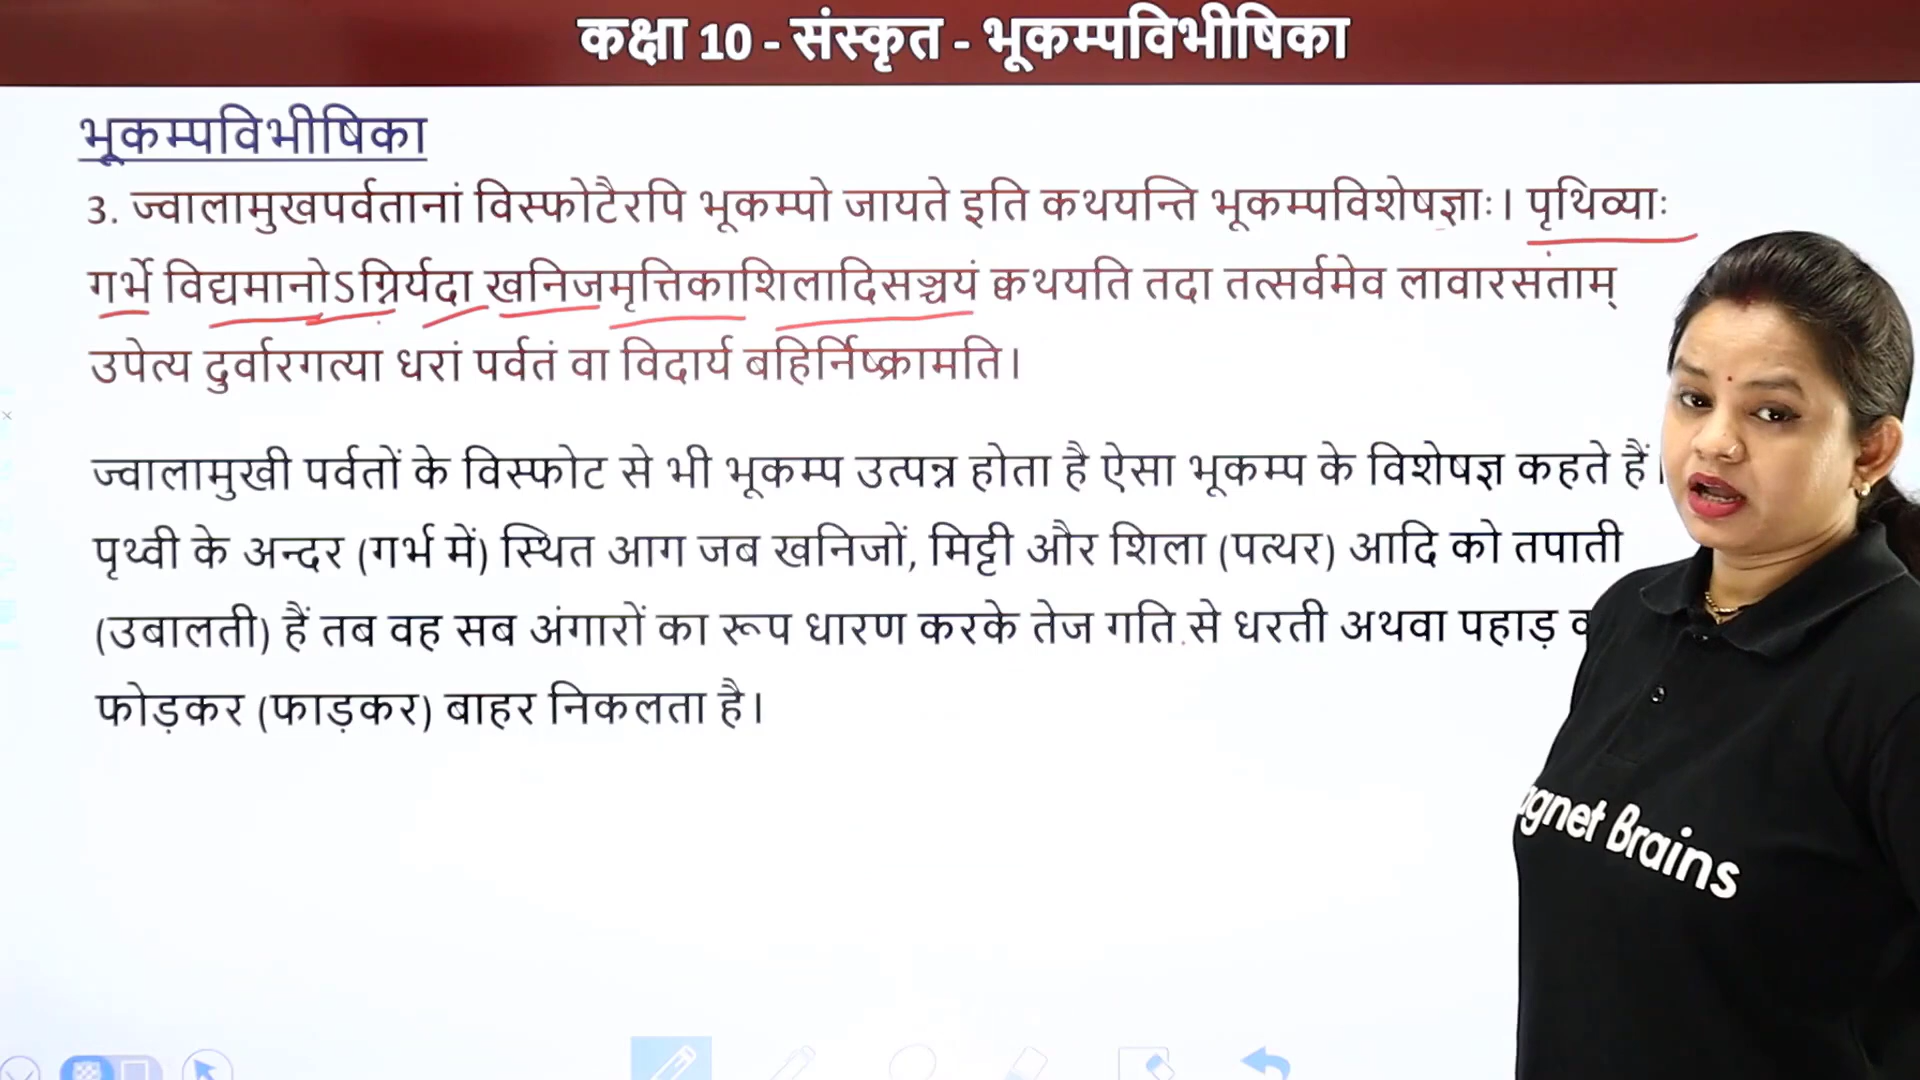 कक्षा 10 - संस्कृत - भूकम्पविभीषिका
भूकम्पविभीषिका
3. ज्वालामुखपर्वतानां विस्फोटैरपि भूकम्पो जायते इति कथयन्ति भूकम्पविशेषज्ञाः। पृथिव्याः
गर्भे विद्यमानोऽग्निर्यदा खनिजमृत्तिकाशिलादिसञ्चयं क्वथयति तदा तत्सर्वमेव लावारसंताम्
उपेत्य दुर्वारगत्या धरां पर्वतं वा विदार्य बहिर्निष्क्रामति।
ज्वालामुखी पर्वतों के विस्फोट से भी भूकम्प उत्पन्न होता है ऐसा भूकम्प के विशेषज्ञ कहते हैं।
पृथ्वी के अन्दर (गर्भ में) स्थित आग जब खनिजों, मिट्टी और शिला (पत्थर) आदि को तपाती
(उबालती) हैं तब वह सब अंगारों का रूप धारण करके तेज गति से धरती अथवा पहाड़
फोड़कर (फाड़कर) बाहर निकलता है।
agnet Brains